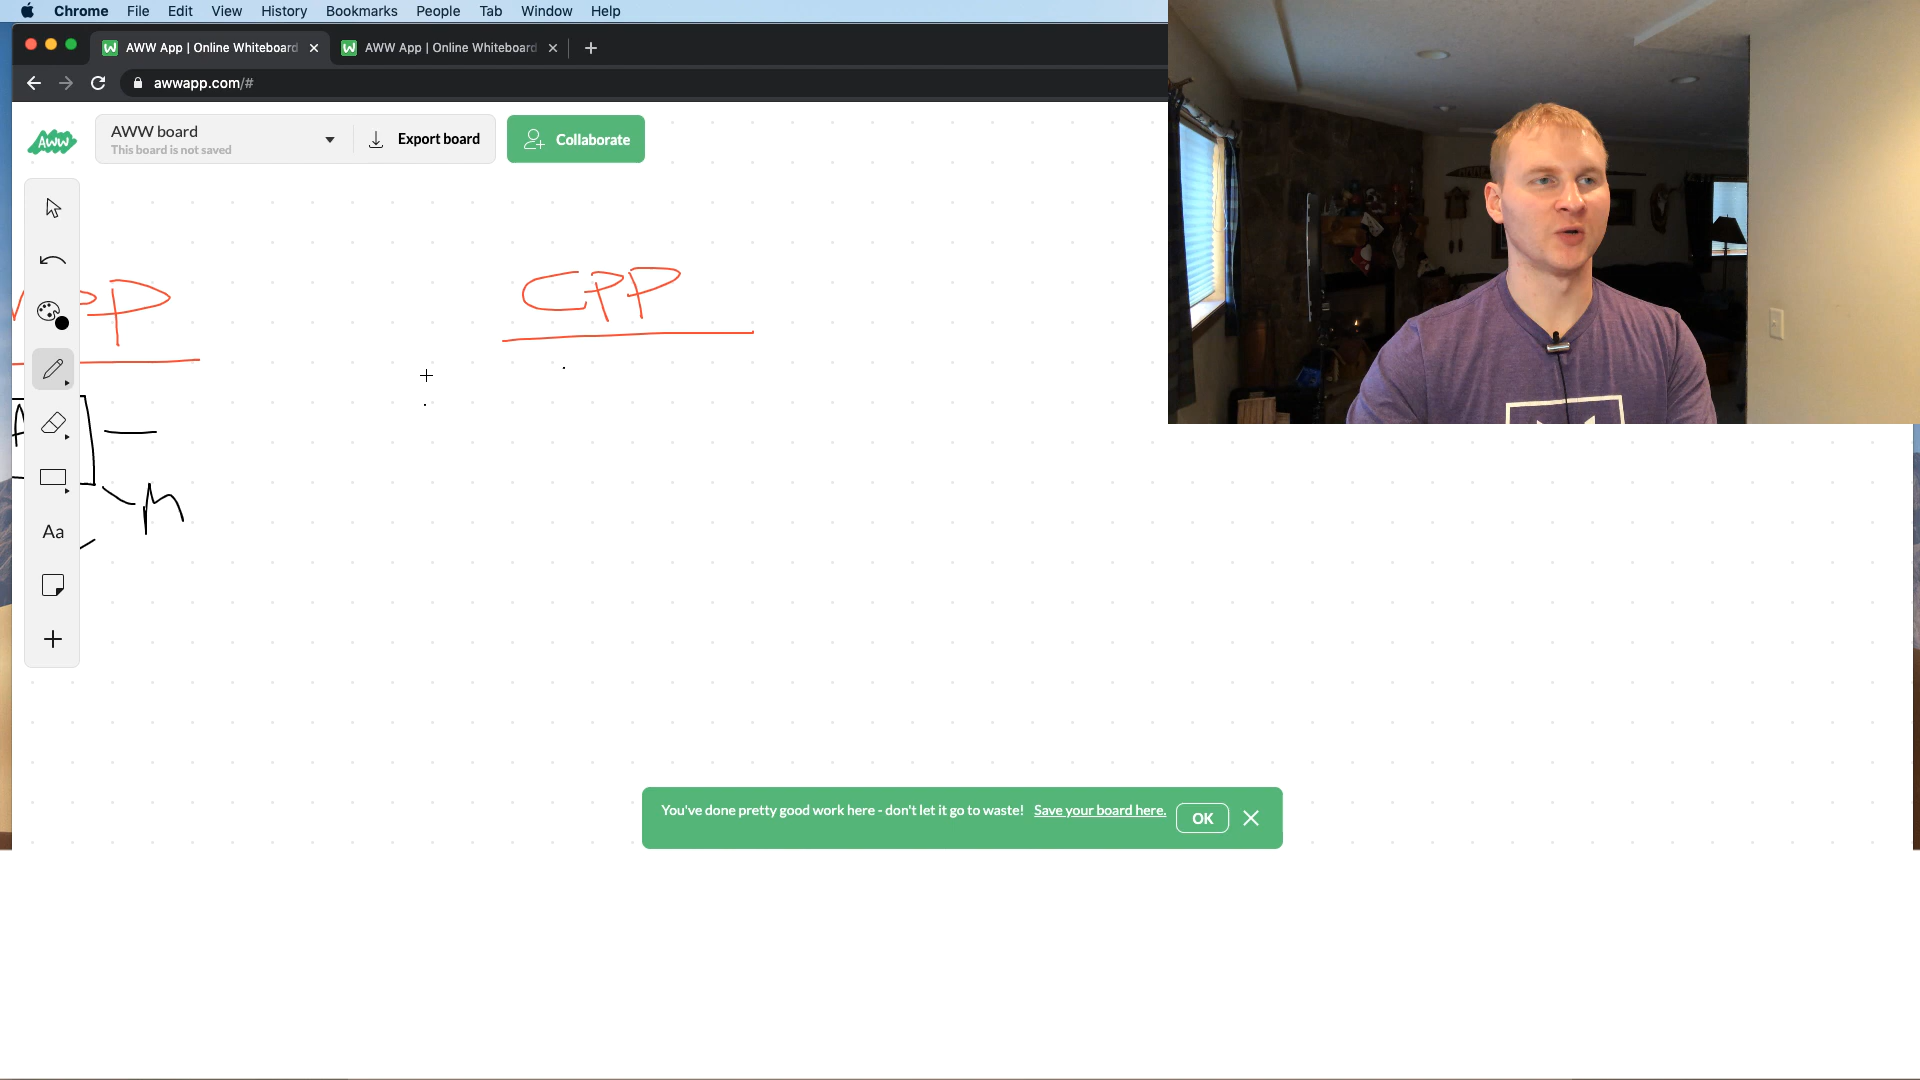 Chrome File Edit View History Bookmarks People Tab Window Help
AWW App | Online Whiteboard
AWW App | Online Whiteboard
awwapp.com/#
AWW
AWW board
This board is not saved
Export board
Collaborate
CPP
PP
n
Aa
You've done pretty good work here - don't let it go to waste! Save your board here.
OK